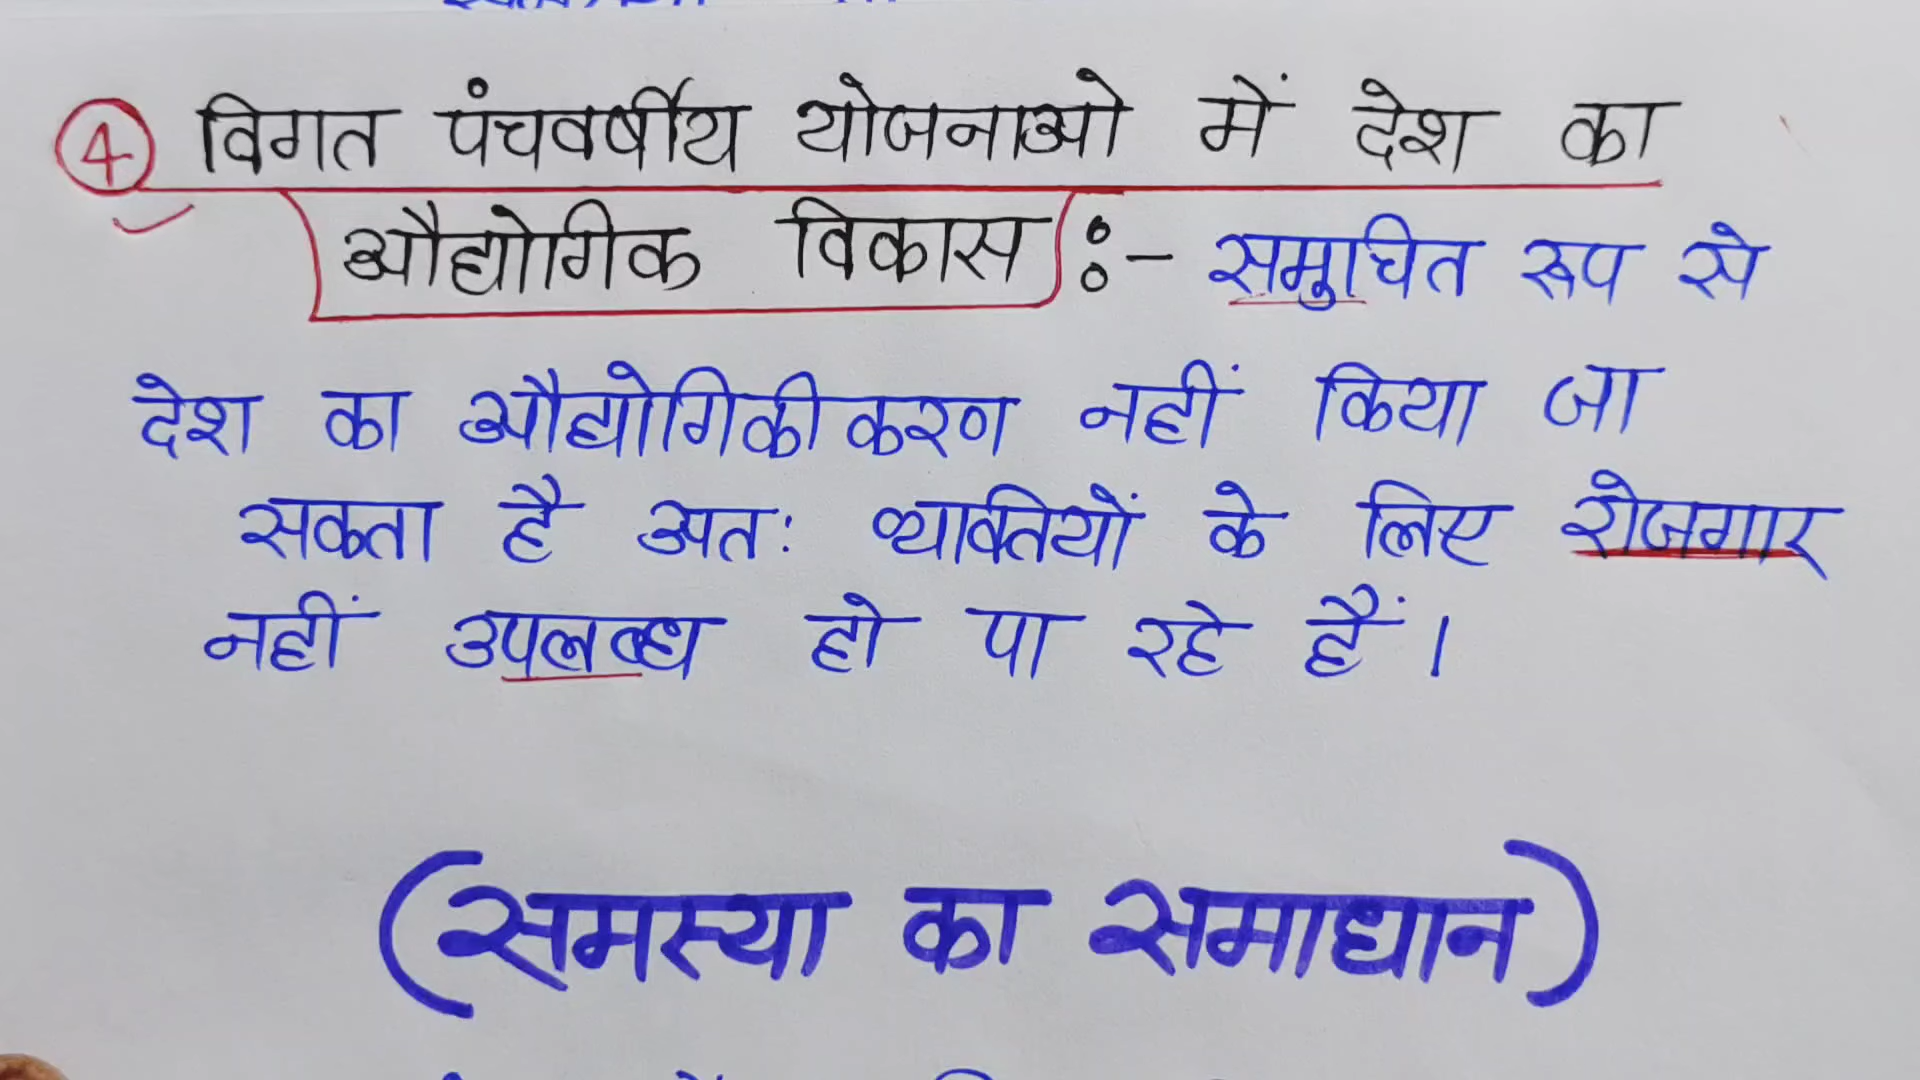 ④ विगत पंचवर्षीय योजनाओ में देश का
औद्योगिक विकास :- समुचित रूप से
देश का औद्योगिकीकरण नहीं किया जा
सकता है अतः व्यक्तियों के लिए रोजगार
नहीं उपलब्ध हो पा रहे हैं।
(समस्या का समाधान)